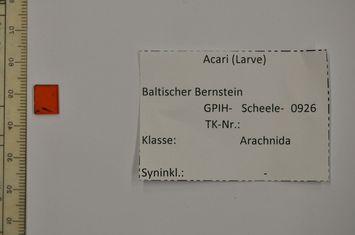 Acari (Larve)
Baltischer Bernstein
GPIH- Scheele- 0926
TK-Nr.:
Klasse: Arachnida
Syninkl.: -